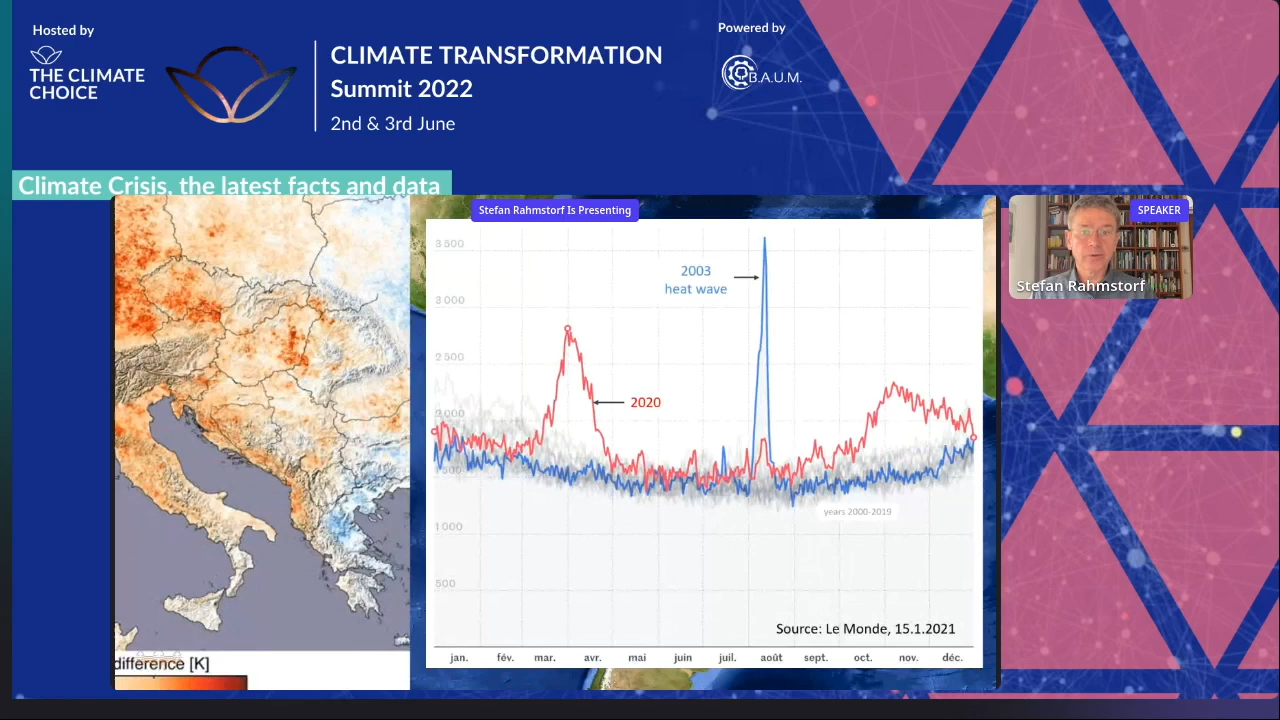 Hosted by
THE CLIMATE
CHOICE
CLIMATE TRANSFORMATION
Summit 2022
2nd & 3rd June
Powered by
B.A.U.M.
Climate Crisis, the latest facts and data
Stefan Rahmstorf Is Presenting
SPEAKER
Stefan Rahmstorf
3 500
3 000
2 500
2 000
1 500
1 000
500
2003
heat wave
2020
years 2000-2019
Source: Le Monde, 15.1.2021
jan. fév. mar. avr. mai juin juil. août sept. oct. nov. déc.
difference [K]